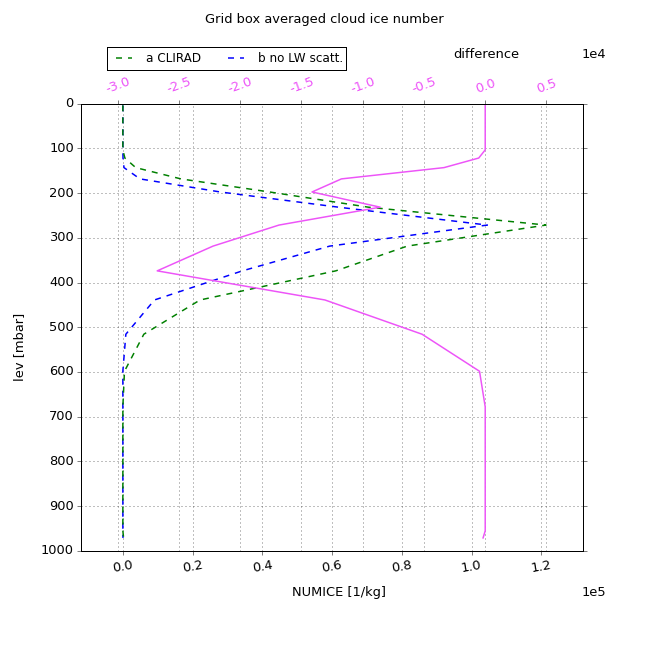 Grid box averaged cloud ice number
a CLIRAD b no LW scatt.
difference 1e4
-3.0 -2.5 -2.0 -1.5 -1.0 -0.5 0.0 0.5
0
100
200
300
400
500
600
700
800
900
1000
lev [mbar]
0.0 0.2 0.4 0.6 0.8 1.0 1.2
NUMICE [1/kg] 1e5